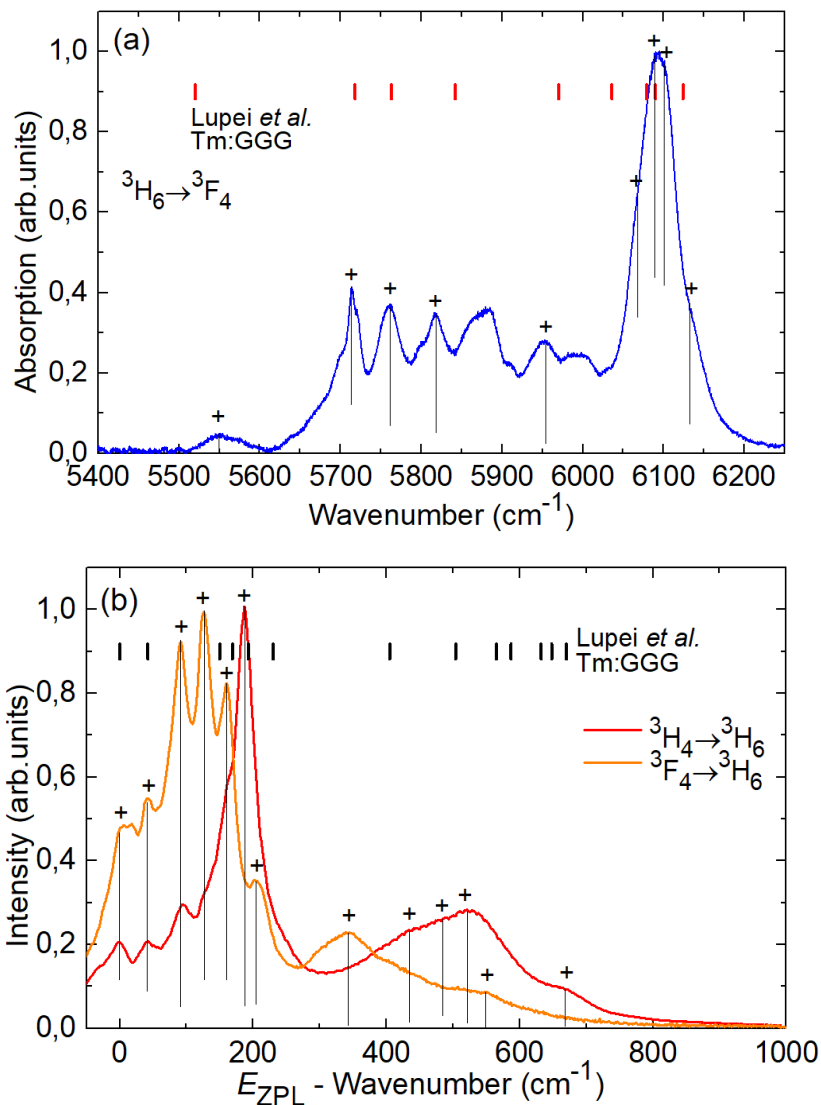 (a)
1,0
0,8
0,6
0,4
0,2
0,0
Absorption (arb.units)
Lupei et al.
Tm:GGG
³H₆→³F₄
+ + + + + + + + +
5400 5500 5600 5700 5800 5900 6000 6100 6200
Wavenumber (cm⁻¹)
(b)
1,0
0,8
0,6
0,4
0,2
0,0
Intensity (arb.units)
Lupei et al.
Tm:GGG
³H₄→³H₆
³F₄→³H₆
+ + + + + + + + + + + + +
0 200 400 600 800 1000
E_ZPL - Wavenumber (cm⁻¹)